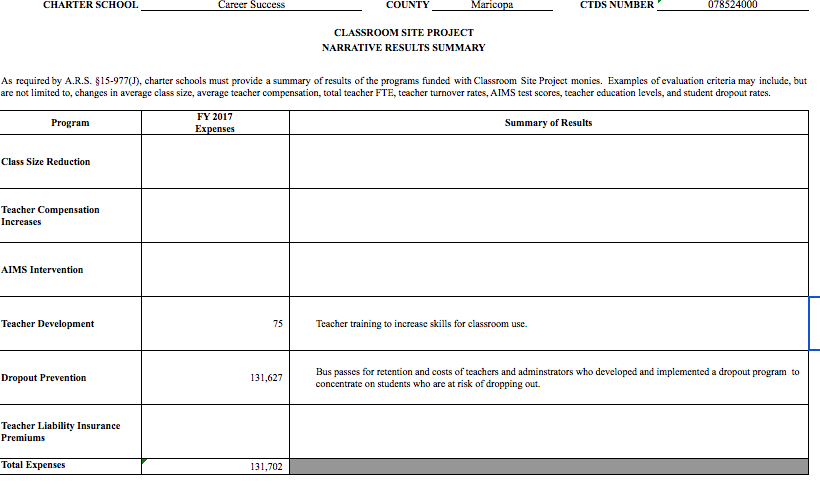 CHARTER SCHOOL Career Success COUNTY Maricopa CTDS NUMBER 078524000
CLASSROOM SITE PROJECT
NARRATIVE RESULTS SUMMARY
As required by A.R.S. §15-977(J), charter schools must provide a summary of results of the programs funded with Classroom Site Project monies. Examples of evaluation criteria may include, but
are not limited to, changes in average class size, average teacher compensation, total teacher FTE, teacher turnover rates, AIMS test scores, teacher education levels, and student dropout rates.
Program
FY 2017
Expenses
Summary of Results
Class Size Reduction
Teacher Compensation
Increases
AIMS Intervention
Teacher Development 75 Teacher training to increase skills for classroom use.
Dropout Prevention 131,627
Bus passes for retention and costs of teachers and adminstrators who developed and implemented a dropout program to
concentrate on students who are at risk of dropping out.
Teacher Liability Insurance
Premiums
Total Expenses 131,702